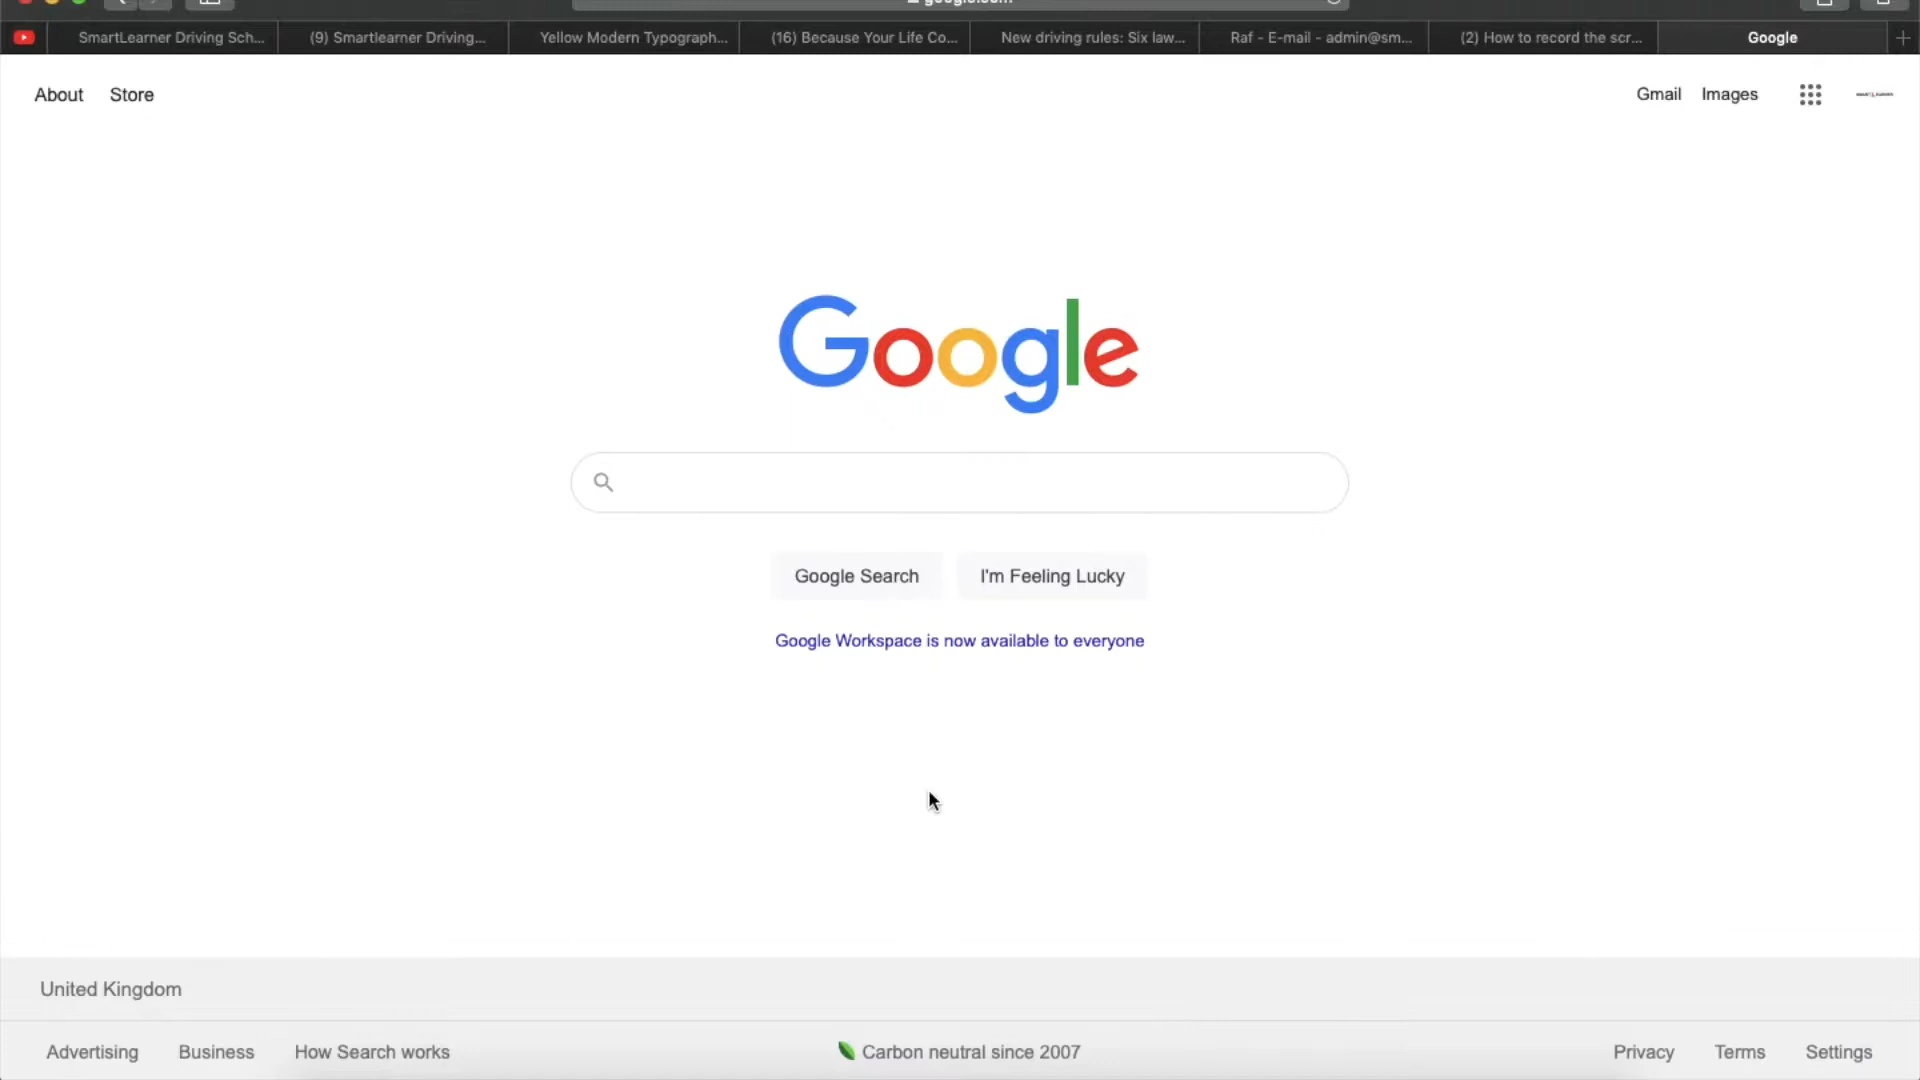 google.com
SmartLearner Driving Sch...
(9) Smartlearner Driving...
Yellow Modern Typograph...
(16) Because Your Life Co...
New driving rules: Six law...
Raf - E-mail - admin@sm...
(2) How to record the scr...
Google
About
Store
Gmail
Images
Google
Google Search
I'm Feeling Lucky
Google Workspace is now available to everyone
United Kingdom
Advertising
Business
How Search works
Carbon neutral since 2007
Privacy
Terms
Settings